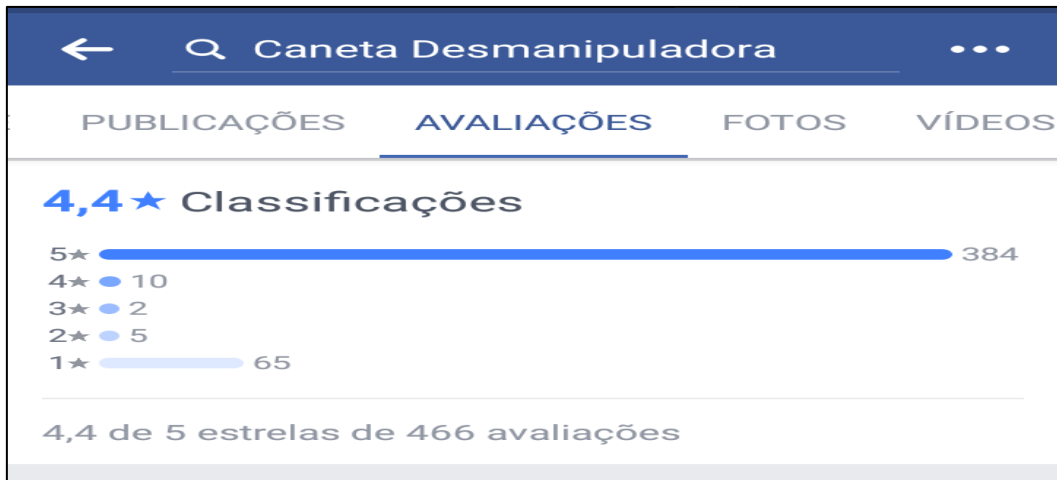 Caneta Desmanipuladora
PUBLICAÇÕES AVALIAÇÕES FOTOS VÍDEOS
4,4★ Classificações
5★ 384
4★ 10
3★ 2
2★ 5
1★ 65
4,4 de 5 estrelas de 466 avaliações